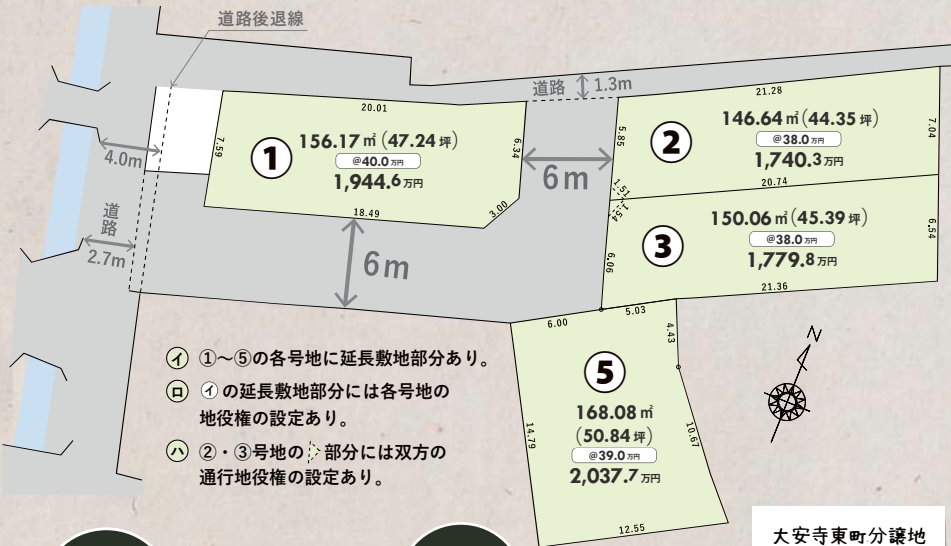 道路後退線
道路
1.3m
20.01
7.59
①
156.17㎡(47.24坪)
@40.0万円
1,944.6万円
6.34
3.00
18.49
6m
5.85
21.28
②
146.64㎡(44.35坪)
@38.0万円
1,740.3万円
7.04
20.74
1.51
1.54
③
150.06㎡(45.39坪)
@38.0万円
1,779.8万円
6.54
6.06
21.36
4.0m
道路
2.7m
6m
6.00
5.03
4.43
⑤
168.08㎡
(50.84坪)
@39.0万円
2,037.7万円
14.79
10.67
12.55
N
イ ①〜⑤の各号地に延長敷地部分あり。
ロ イの延長敷地部分には各号地の
地役権の設定あり。
ハ ②・③号地の 部分には双方の
通行地役権の設定あり。
大安寺東町分譲地